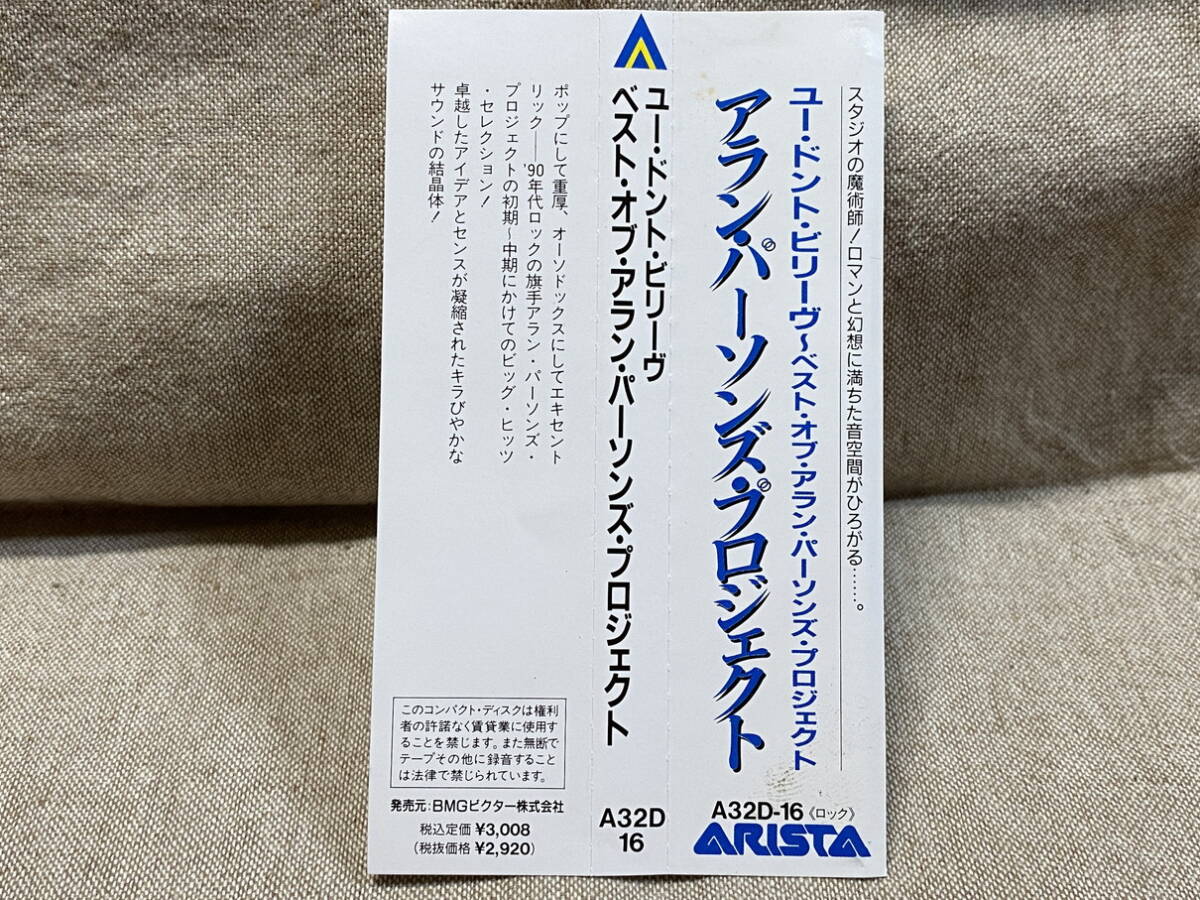 スタジオの魔術師!ロマンと幻想に満ちた音空間がひろがる……。
ユー・ドント・ビリーヴ〜ベスト・オブ・アラン・パーソンズ・プロジェクト
アラン・パーソンズ・プロジェクト
A32D-16《ロック》
ARISTA
ユー・ドント・ビリーヴ
ベスト・オブ・アラン・パーソンズ・プロジェクト
A32D
16
ポップにして重厚、オーソドックスにしてエキセント
リック——'90年代ロックの旗手アラン・パーソンズ・
プロジェクトの初期〜中期にかけてのビッグ・ヒッツ
・セレクション!
卓越したアイデアとセンスが凝縮されたキラびやかな
サウンドの結晶体!
このコンパクト・ディスクは権利
者の許諾なく賃貸業に使用す
ることを禁じます。また無断で
テープその他に録音すること
は法律で禁じられています。
発売元:BMGビクター株式会社
税込定価 ¥3,008
(税抜価格 ¥2,920)